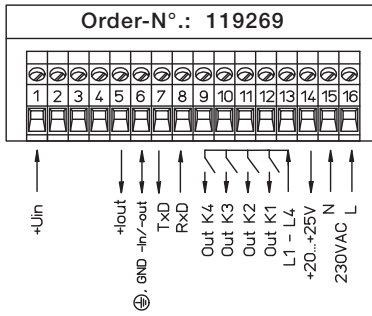 Order-N°.: 119269
1 2 3 4 5 6 7 8 9 10 11 12 13 14 15 16
+Uin
+Iout
⏚, GND -In/-out
TxD
RxD
Out K4
Out K3
Out K2
Out K1
L1 - L4
+20...+25V
N
230VAC
L